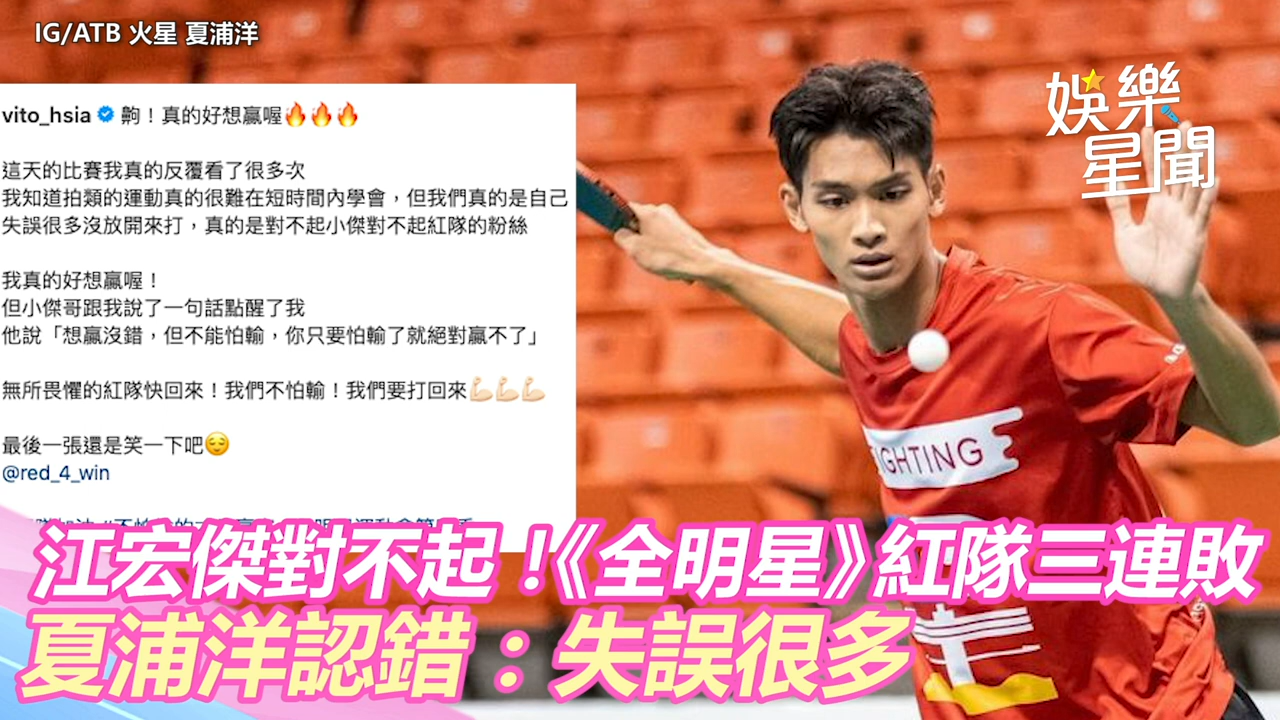 IG/ATB 火星 夏浦洋
娛樂
星聞
vito_hsia 齁！真的好想贏喔🔥🔥🔥
這天的比賽我真的反覆看了很多次
我知道拍類的運動真的很難在短時間內學會，但我們真的是自己
失誤很多沒放開來打，真的是對不起小傑對不起紅隊的粉絲
我真的好想贏喔！
但小傑哥跟我說了一句話點醒了我
他說「想贏沒錯，但不能怕輸，你只要怕輸了就絕對贏不了」
無所畏懼的紅隊快回來！我們不怕輸！我們要打回來💪🏻💪🏻💪🏻
最後一張還是笑一下吧😌
@red_4_win
GHTING
江宏傑對不起！《全明星》紅隊三連敗
夏浦洋認錯：失誤很多